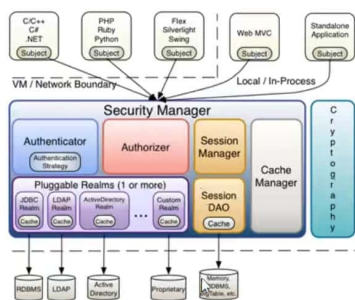 C/C++
C#
.NET
Subject
PHP
Ruby
Python
Subject
Flex
Silverlight
Swing
Subject
Web MVC
Subject
Standalone
Application
Subject
VM / Network Boundary
Local / In-Process
Security Manager
Authenticator
Authentication
Strategy
Authorizer
Session
Manager
Cache
Manager
Cryptography
Pluggable Realms (1 or more)
JDBC
Realm
Cache
LDAP
Realm
Cache
ActiveDirectory
Realm
Cache
...
Custom
Realm
Cache
Session
DAO
Cache
RDBMS
LDAP
Active
Directory
Proprietary
Memory,
RDBMS,
etc.